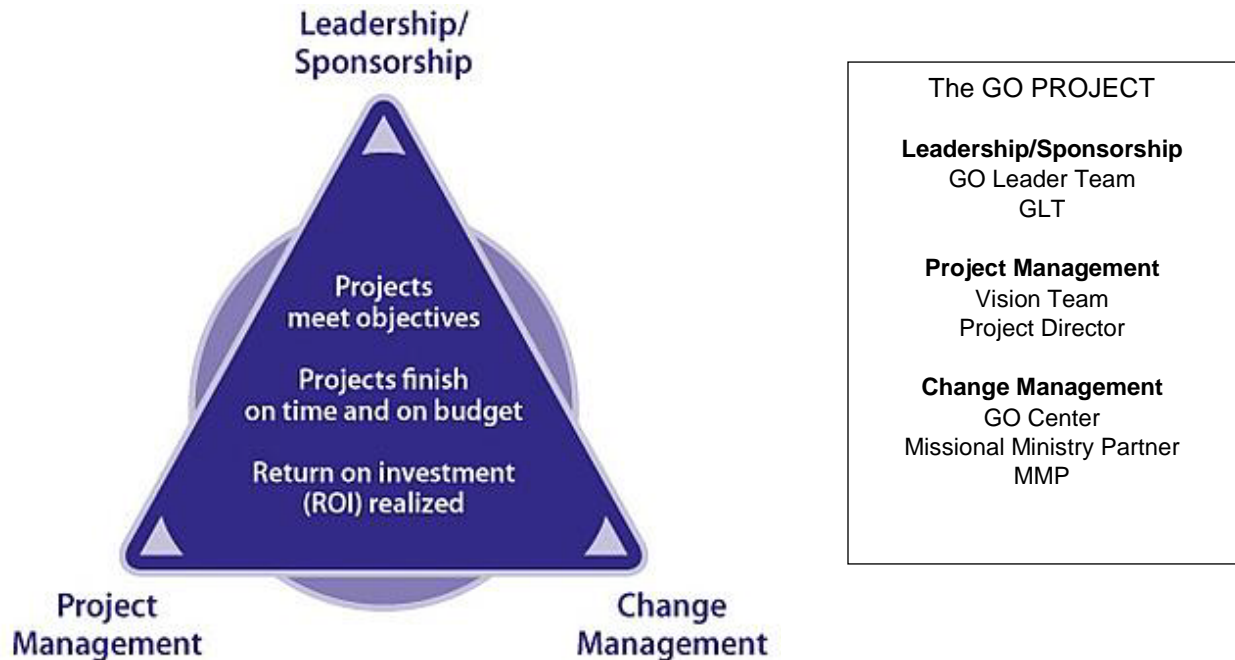 Leadership/
Sponsorship
Projects
meet objectives
Projects finish
on time and on budget
Return on investment
(ROI) realized
Project
Management
Change
Management
The GO PROJECT
Leadership/Sponsorship
GO Leader Team
GLT
Project Management
Vision Team
Project Director
Change Management
GO Center
Missional Ministry Partner
MMP